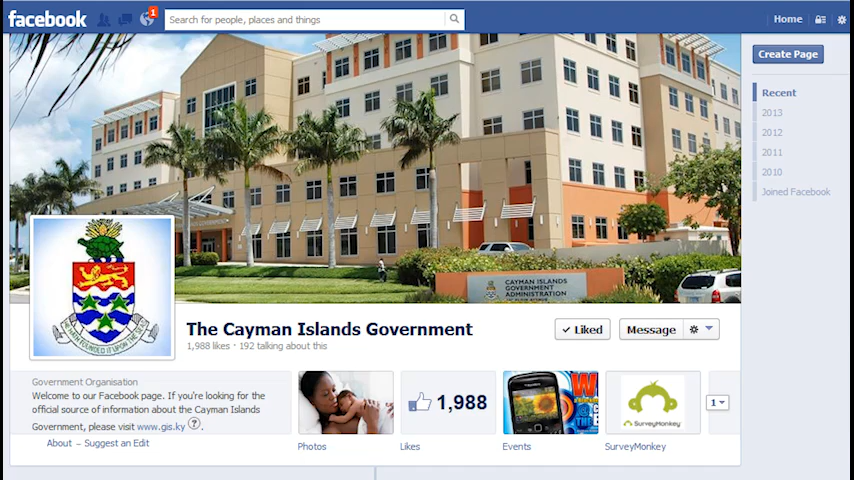 facebook
1
Search for people, places and things
Home
Create Page
Recent
2013
2012
2011
2010
Joined Facebook
CAYMAN ISLANDS
GOVERNMENT
ADMINISTRATION
The Cayman Islands Government
1,988 likes · 192 talking about this
✓ Liked
Message
Government Organisation
Welcome to our Facebook page. If you're looking for the
official source of information about the Cayman Islands
Government, please visit www.gis.ky ?.
About – Suggest an Edit
Photos
1,988
Likes
Events
SurveyMonkey
SurveyMonkey
1